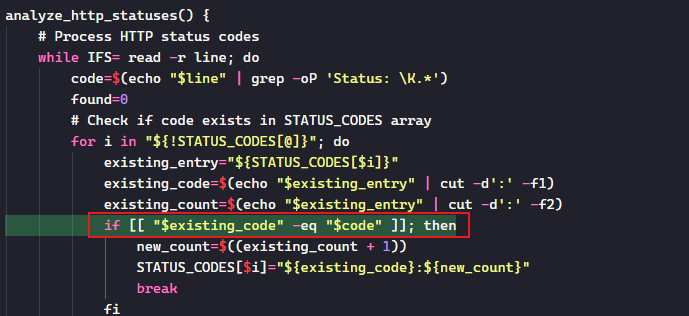 analyze_http_statuses() {
    # Process HTTP status codes
    while IFS= read -r line; do
        code=$(echo "$line" | grep -oP 'Status: \K.*')
        found=0
        # Check if code exists in STATUS_CODES array
        for i in "${!STATUS_CODES[@]}"; do
            existing_entry="${STATUS_CODES[$i]}"
            existing_code=$(echo "$existing_entry" | cut -d':' -f1)
            existing_count=$(echo "$existing_entry" | cut -d':' -f2)
            if [[ "$existing_code" -eq "$code" ]]; then
                new_count=$((existing_count + 1))
                STATUS_CODES[$i]="${existing_code}:${new_count}"
                break
            fi